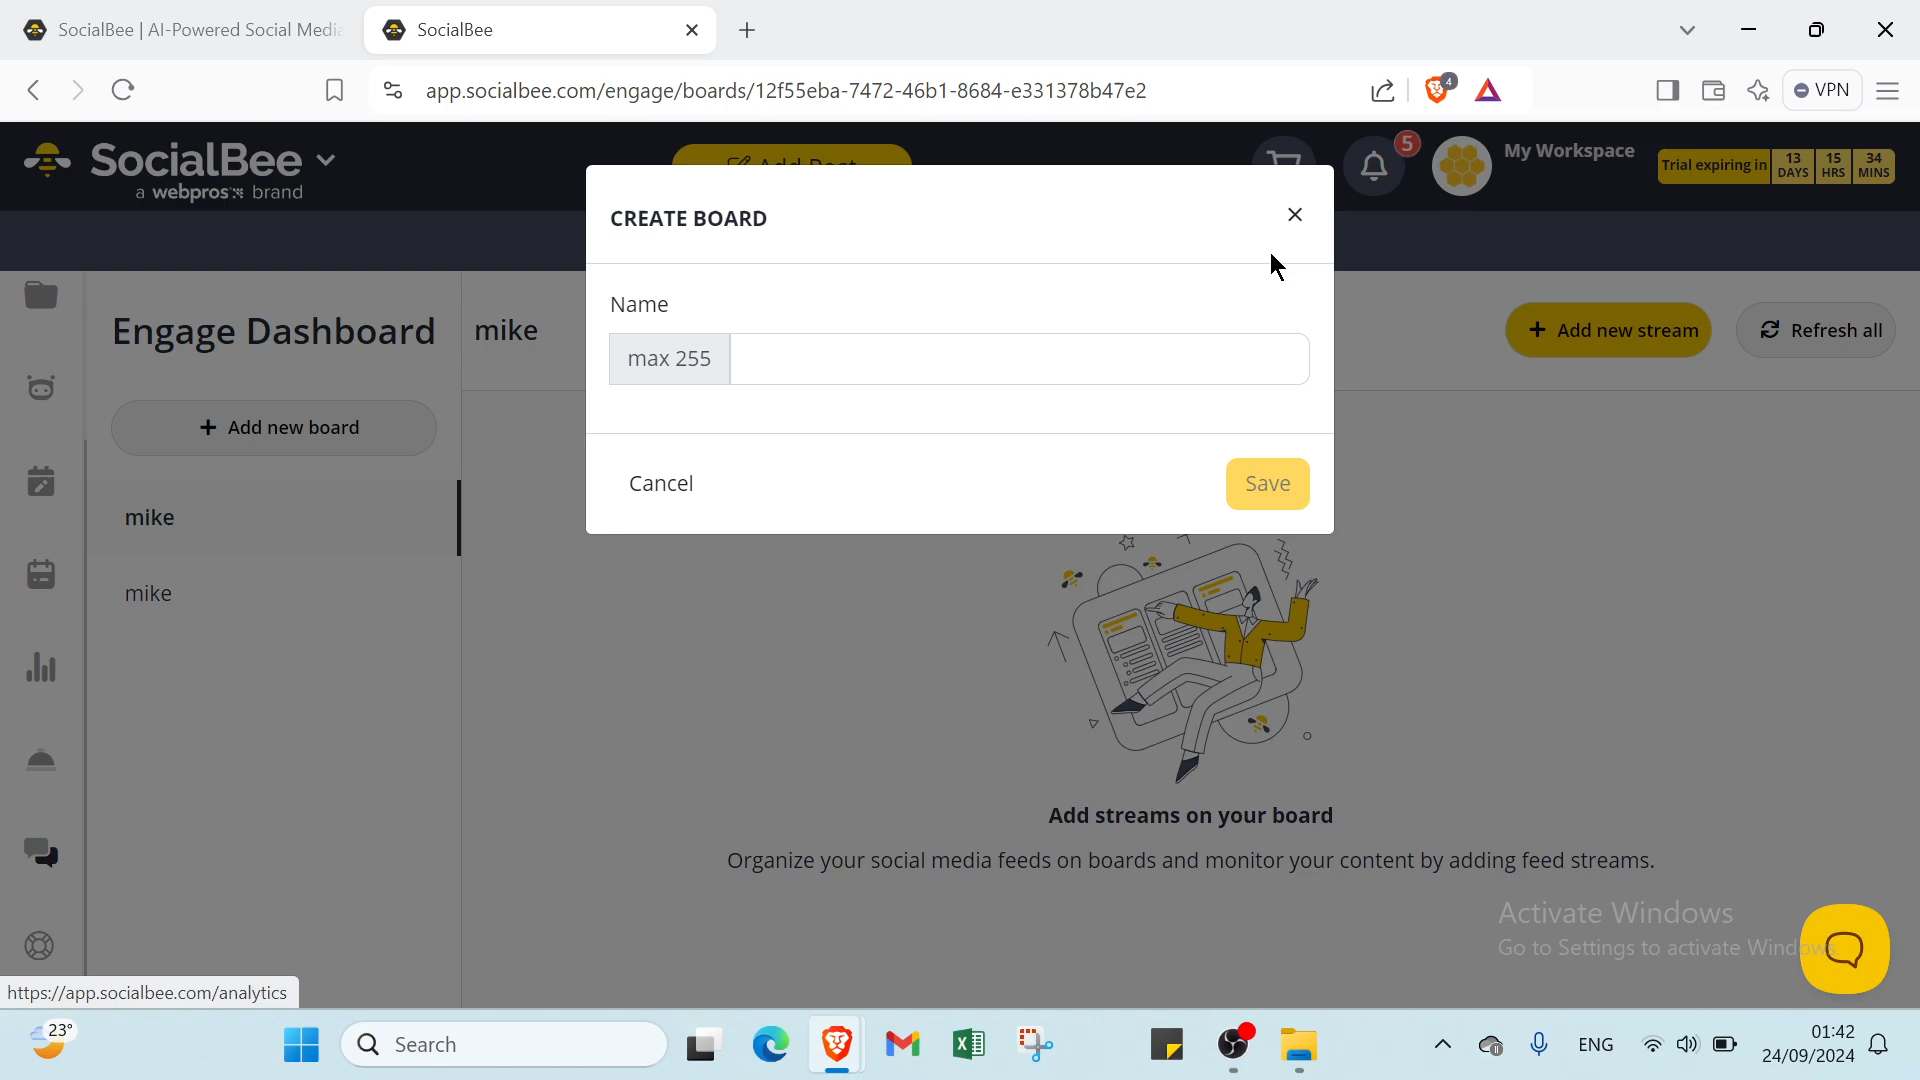 SocialBee | AI-Powered Social Media
SocialBee
app.socialbee.com/engage/boards/12f55eba-7472-46b1-8684-e331378b47e2
4
VPN
SocialBee
a webpros brand
Add Post
5
My Workspace
Trial expiring in
13 DAYS
15 HRS
34 MINS
CREATE BOARD
Name
max 255
Cancel
Save
Engage Dashboard
mike
Add new stream
Refresh all
Add new board
mike
mike
Add streams on your board
Organize your social media feeds on boards and monitor your content by adding feed streams.
Activate Windows
Go to Settings to activate Windows.
https://app.socialbee.com/analytics
23°
Search
ENG
01:42
24/09/2024